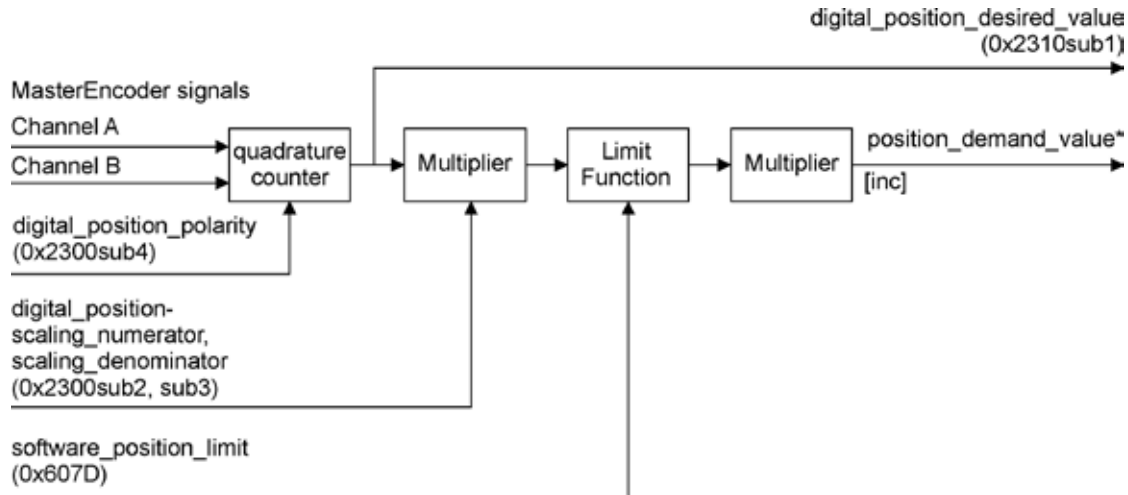 digital_position_desired_value
(0x2310sub1)
MasterEncoder signals
Channel A
Channel B
quadrature
counter
Multiplier
Limit
Function
Multiplier
position_demand_value*
[inc]
digital_position_polarity
(0x2300sub4)
digital_position-
scaling_numerator,
scaling_denominator
(0x2300sub2, sub3)
software_position_limit
(0x607D)